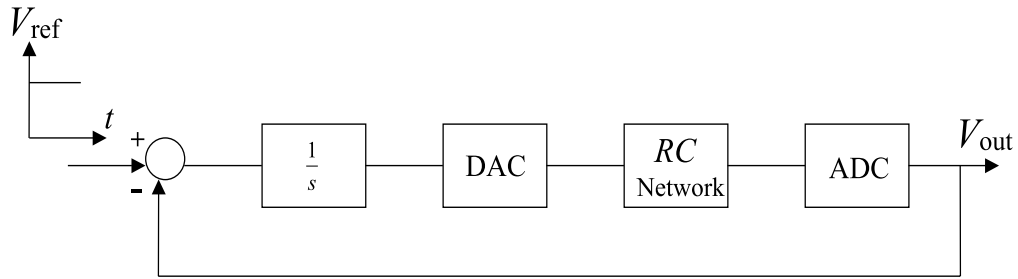 V_ref
t
+
-
1
s
DAC
RC
Network
ADC
V_out